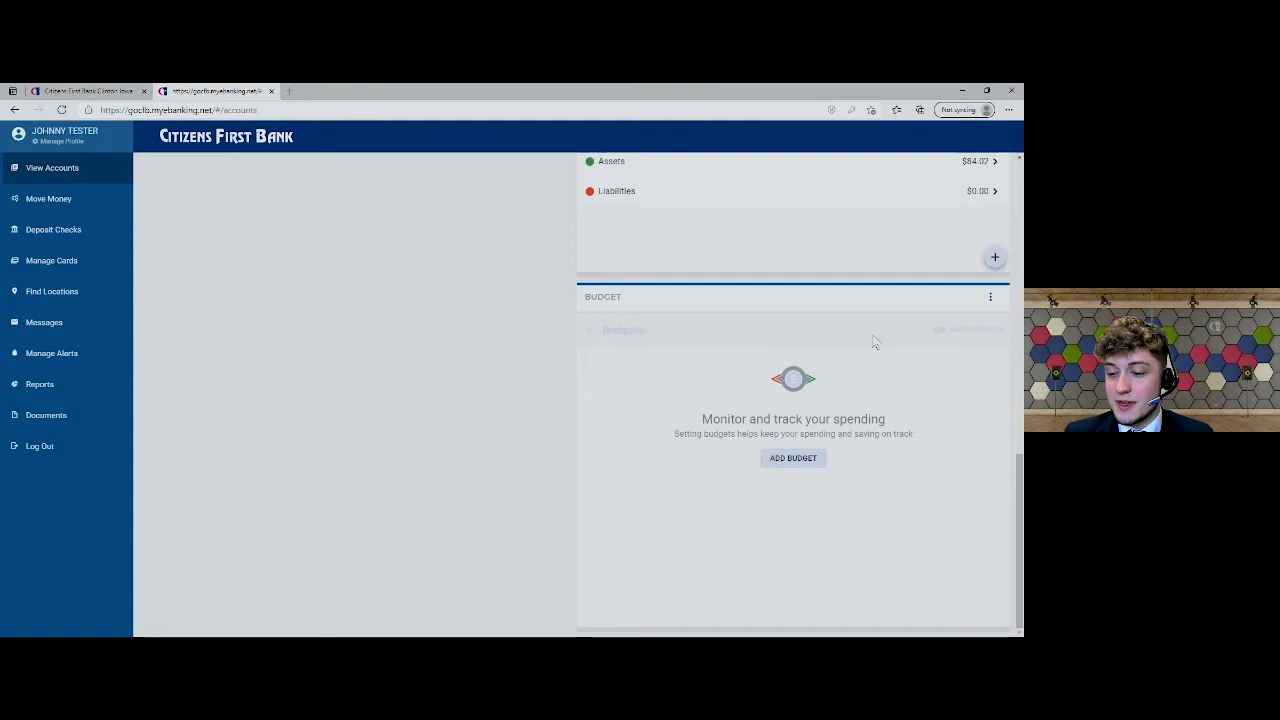 Citizens First Bank Clinton Iowa
https://gocfb.myebanking.net/#
https://gocfb.myebanking.net/#/accounts
Not syncing
JOHNNY TESTER
Manage Profile
CITIZENS FIRST BANK
View Accounts
Move Money
Deposit Checks
Manage Cards
Find Locations
Messages
Manage Alerts
Reports
Documents
Log Out
Assets
$84.02
Liabilities
$0.00
+
BUDGET
Budgets
Monitor and track your spending
Setting budgets helps keep your spending and saving on track
ADD BUDGET